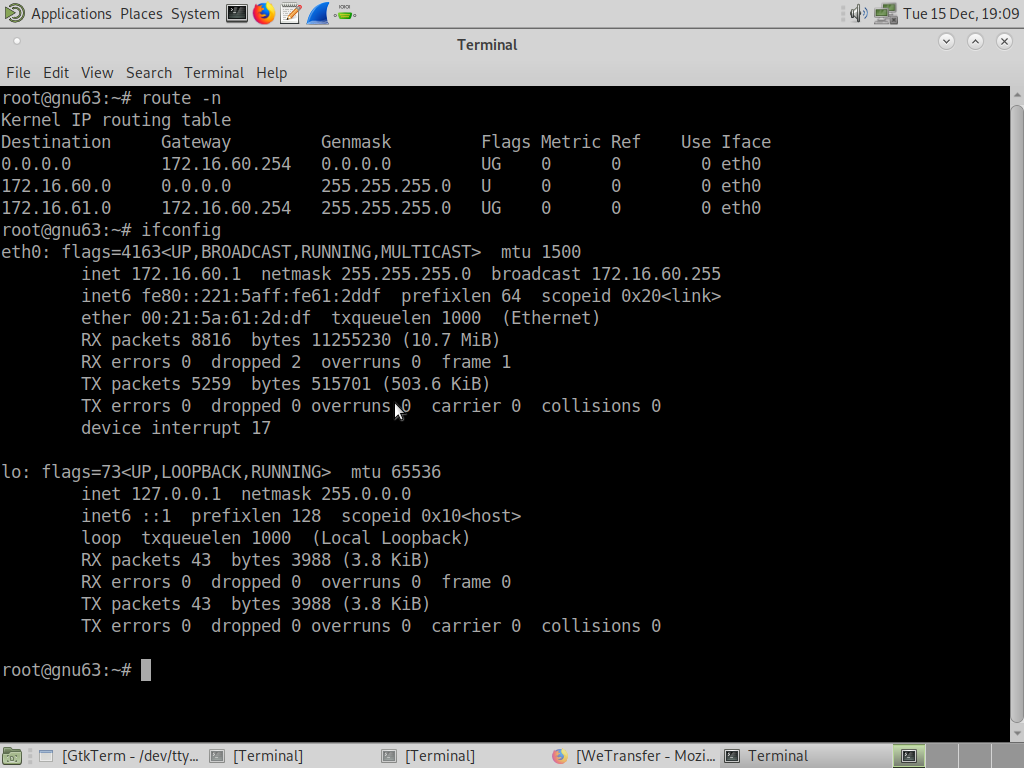 Applications Places System Tue 15 Dec, 19:09
Terminal
File Edit View Search Terminal Help
root@gnu63:~# route -n
Kernel IP routing table
Destination     Gateway         Genmask         Flags Metric Ref    Use Iface
0.0.0.0         172.16.60.254   0.0.0.0         UG    0      0        0 eth0
172.16.60.0     0.0.0.0         255.255.255.0   U     0      0        0 eth0
172.16.61.0     172.16.60.254   255.255.255.0   UG    0      0        0 eth0
root@gnu63:~# ifconfig
eth0: flags=4163<UP,BROADCAST,RUNNING,MULTICAST>  mtu 1500
        inet 172.16.60.1  netmask 255.255.255.0  broadcast 172.16.60.255
        inet6 fe80::221:5aff:fe61:2ddf  prefixlen 64  scopeid 0x20<link>
        ether 00:21:5a:61:2d:df  txqueuelen 1000  (Ethernet)
        RX packets 8816  bytes 11255230 (10.7 MiB)
        RX errors 0  dropped 2  overruns 0  frame 1
        TX packets 5259  bytes 515701 (503.6 KiB)
        TX errors 0  dropped 0 overruns 0  carrier 0  collisions 0
        device interrupt 17
lo: flags=73<UP,LOOPBACK,RUNNING>  mtu 65536
        inet 127.0.0.1  netmask 255.0.0.0
        inet6 ::1  prefixlen 128  scopeid 0x10<host>
        loop  txqueuelen 1000  (Local Loopback)
        RX packets 43  bytes 3988 (3.8 KiB)
        RX errors 0  dropped 0  overruns 0  frame 0
        TX packets 43  bytes 3988 (3.8 KiB)
        TX errors 0  dropped 0 overruns 0  carrier 0  collisions 0
root@gnu63:~#
[GtkTerm - /dev/tty... [Terminal] [Terminal] [WeTransfer - Mozi... Terminal